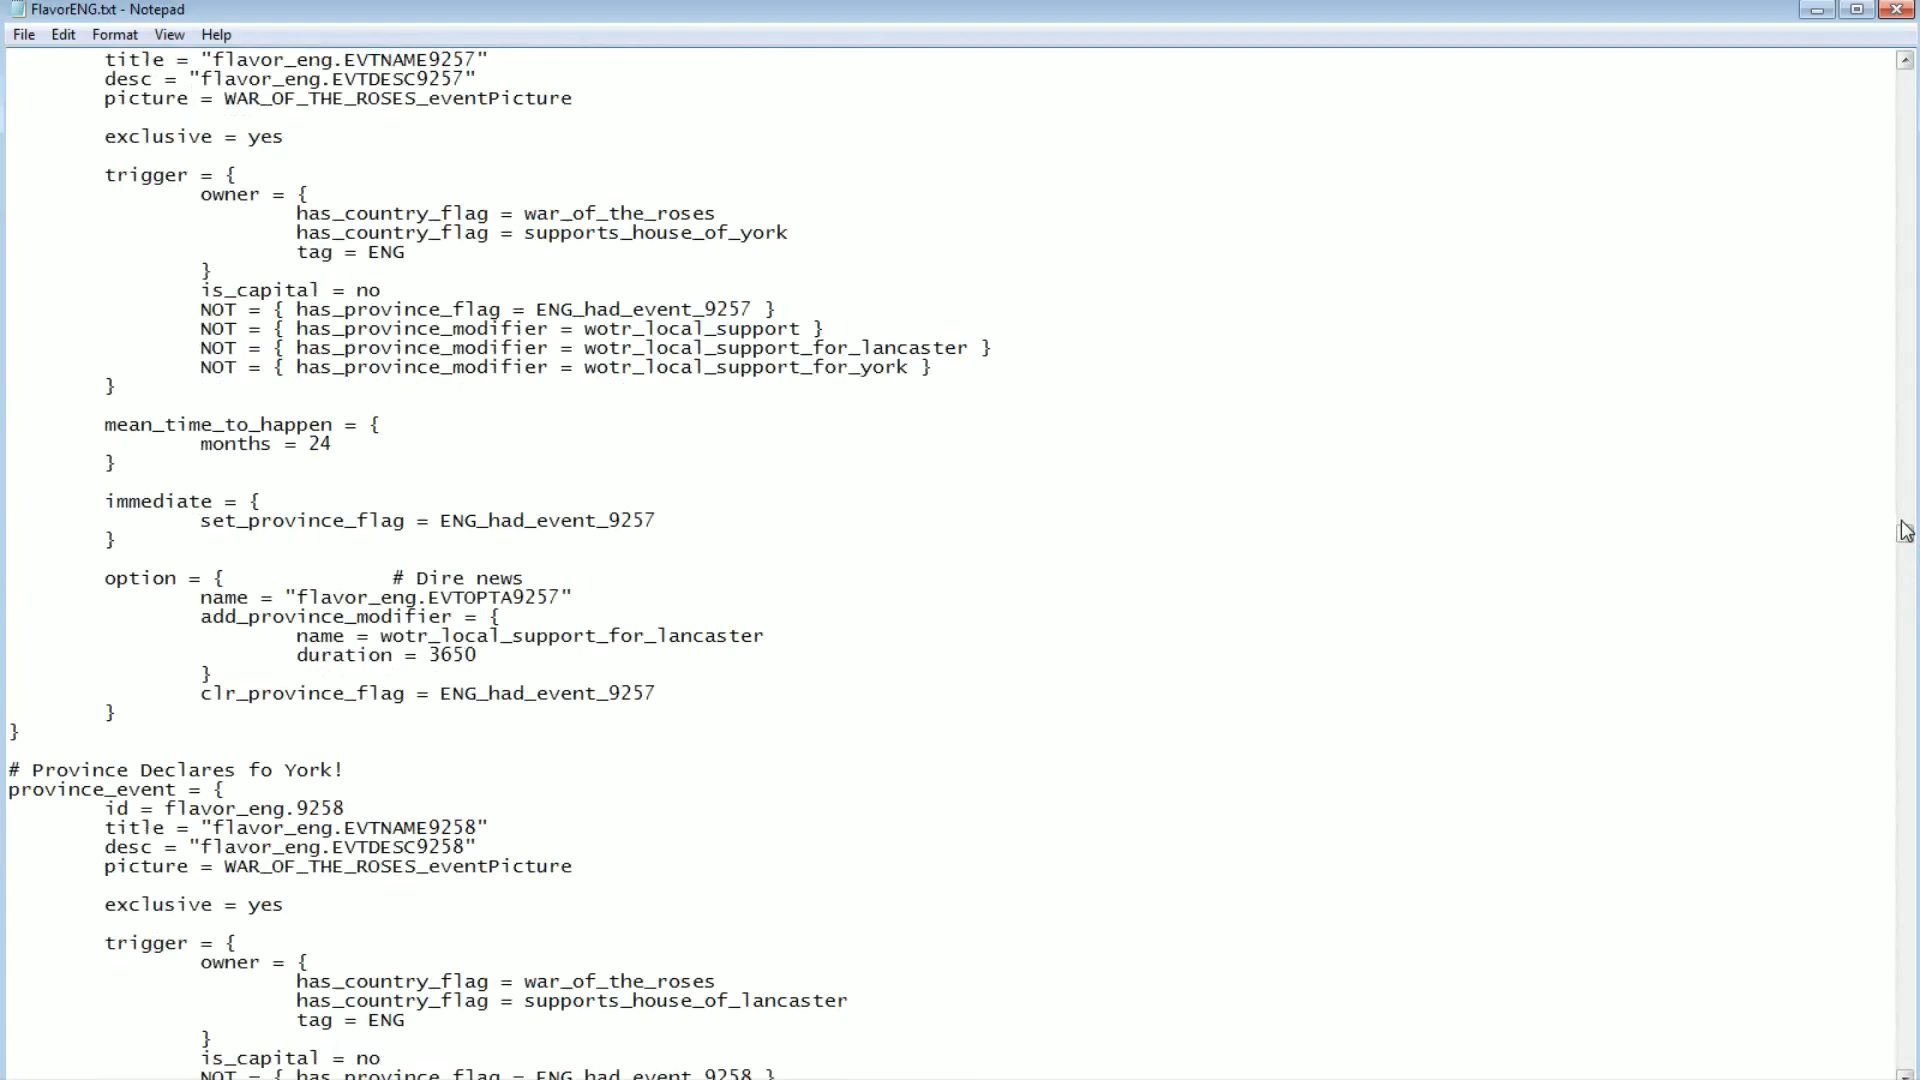 FlavorENG.txt - Notepad
File Edit Format View Help
title = "flavor_eng.EVTNAME9257"
desc = "flavor_eng.EVTDESC9257"
picture = WAR_OF_THE_ROSES_eventPicture
exclusive = yes
trigger = {
owner = {
has_country_flag = war_of_the_roses
has_country_flag = supports_house_of_york
tag = ENG
}
is_capital = no
NOT = { has_province_flag = ENG_had_event_9257 }
NOT = { has_province_modifier = wotr_local_support }
NOT = { has_province_modifier = wotr_local_support_for_lancaster }
NOT = { has_province_modifier = wotr_local_support_for_york }
}
mean_time_to_happen = {
months = 24
}
immediate = {
set_province_flag = ENG_had_event_9257
}
option = { # Dire news
name = "flavor_eng.EVTOPTA9257"
add_province_modifier = {
name = wotr_local_support_for_lancaster
duration = 3650
}
clr_province_flag = ENG_had_event_9257
}
}
# Province Declares fo York!
province_event = {
id = flavor_eng.9258
title = "flavor_eng.EVTNAME9258"
desc = "flavor_eng.EVTDESC9258"
picture = WAR_OF_THE_ROSES_eventPicture
exclusive = yes
trigger = {
owner = {
has_country_flag = war_of_the_roses
has_country_flag = supports_house_of_lancaster
tag = ENG
}
is_capital = no
NOT = { has_province_flag = ENG_had_event_9258 }